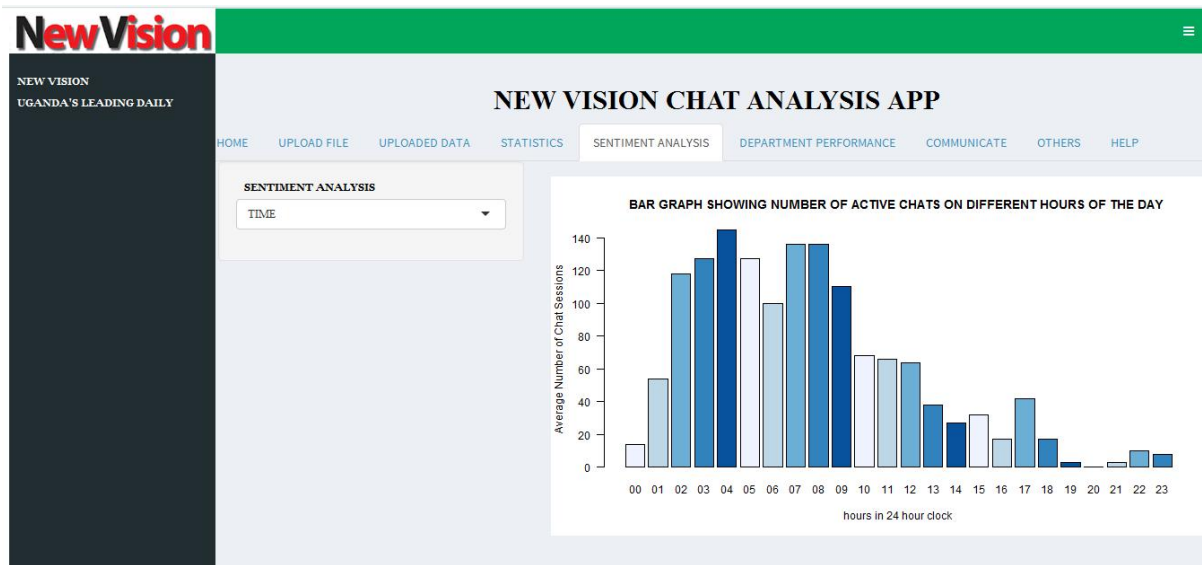 NewVision
NEW VISION
UGANDA'S LEADING DAILY
NEW VISION CHAT ANALYSIS APP
HOME UPLOAD FILE UPLOADED DATA STATISTICS SENTIMENT ANALYSIS DEPARTMENT PERFORMANCE COMMUNICATE OTHERS HELP
SENTIMENT ANALYSIS
TIME
BAR GRAPH SHOWING NUMBER OF ACTIVE CHATS ON DIFFERENT HOURS OF THE DAY
Average Number of Chat Sessions
140
120
100
80
60
40
20
0
00 01 02 03 04 05 06 07 08 09 10 11 12 13 14 15 16 17 18 19 20 21 22 23
hours in 24 hour clock